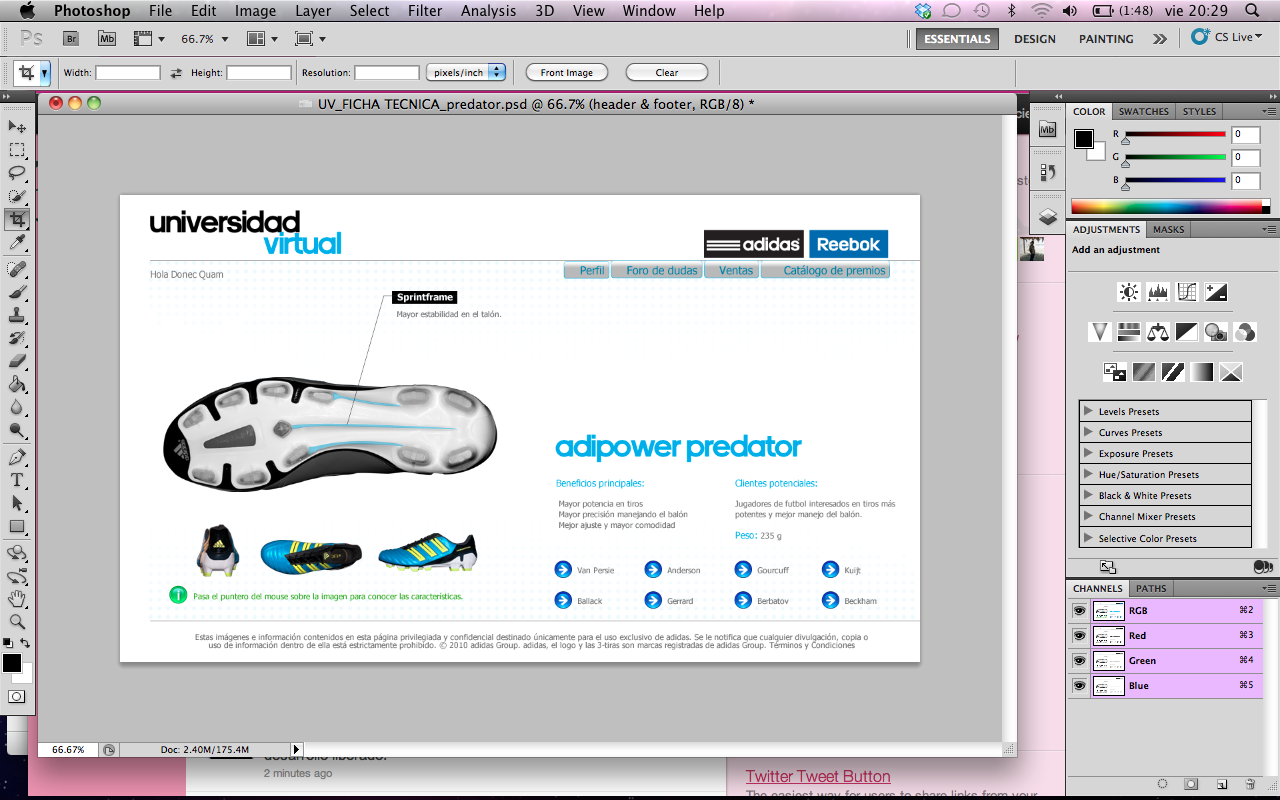 Photoshop File Edit Image Layer Select Filter Analysis 3D View Window Help (1:48) vie 20:29
Ps Br Mb 66.7% ESSENTIALS DESIGN PAINTING CS Live
Width: Height: Resolution: pixels/inch Front Image Clear
UV_FICHA TECNICA_predator.psd @ 66.7% (header & footer, RGB/8) *
universidad
virtual
adidas Reebok
Hola Donec Quam
Perfil Foro de dudas Ventas Catálogo de premios
Sprintframe
Mayor estabilidad en el talón.
adipower predator
Beneficios principales:
Mayor potencia en tiros
Mayor precisión manejando el balón
Mejor ajuste y mayor comodidad
Clientes potenciales:
Jugadores de futbol interesados en tiros más
potentes y mejor manejo del balón.
Peso: 235 g
Van Persie Anderson Gourcuff Kuijt
Ballack Gerrard Berbatov Beckham
Pasa el puntero del mouse sobre la imagen para conocer las características.
Estas imágenes e información contenidos en esta página privilegiada y confidencial destinado únicamente para el uso exclusivo de adidas. Se le notifica que cualquier divulgación, copia o
uso de información dentro de ella está estrictamente prohibido. © 2010 adidas Group. adidas, el logo y las 3-tiras son marcas registradas de adidas Group. Términos y Condiciones
66.67% Doc: 2.40M/175.4M
2 minutes ago
Twitter Tweet Button
The easiest way for users to share links from your
Mb
COLOR SWATCHES STYLES
R 0
G 0
B 0
ADJUSTMENTS MASKS
Add an adjustment
Levels Presets
Curves Presets
Exposure Presets
Hue/Saturation Presets
Black & White Presets
Channel Mixer Presets
Selective Color Presets
CHANNELS PATHS
RGB ⌘2
Red ⌘3
Green ⌘4
Blue ⌘5